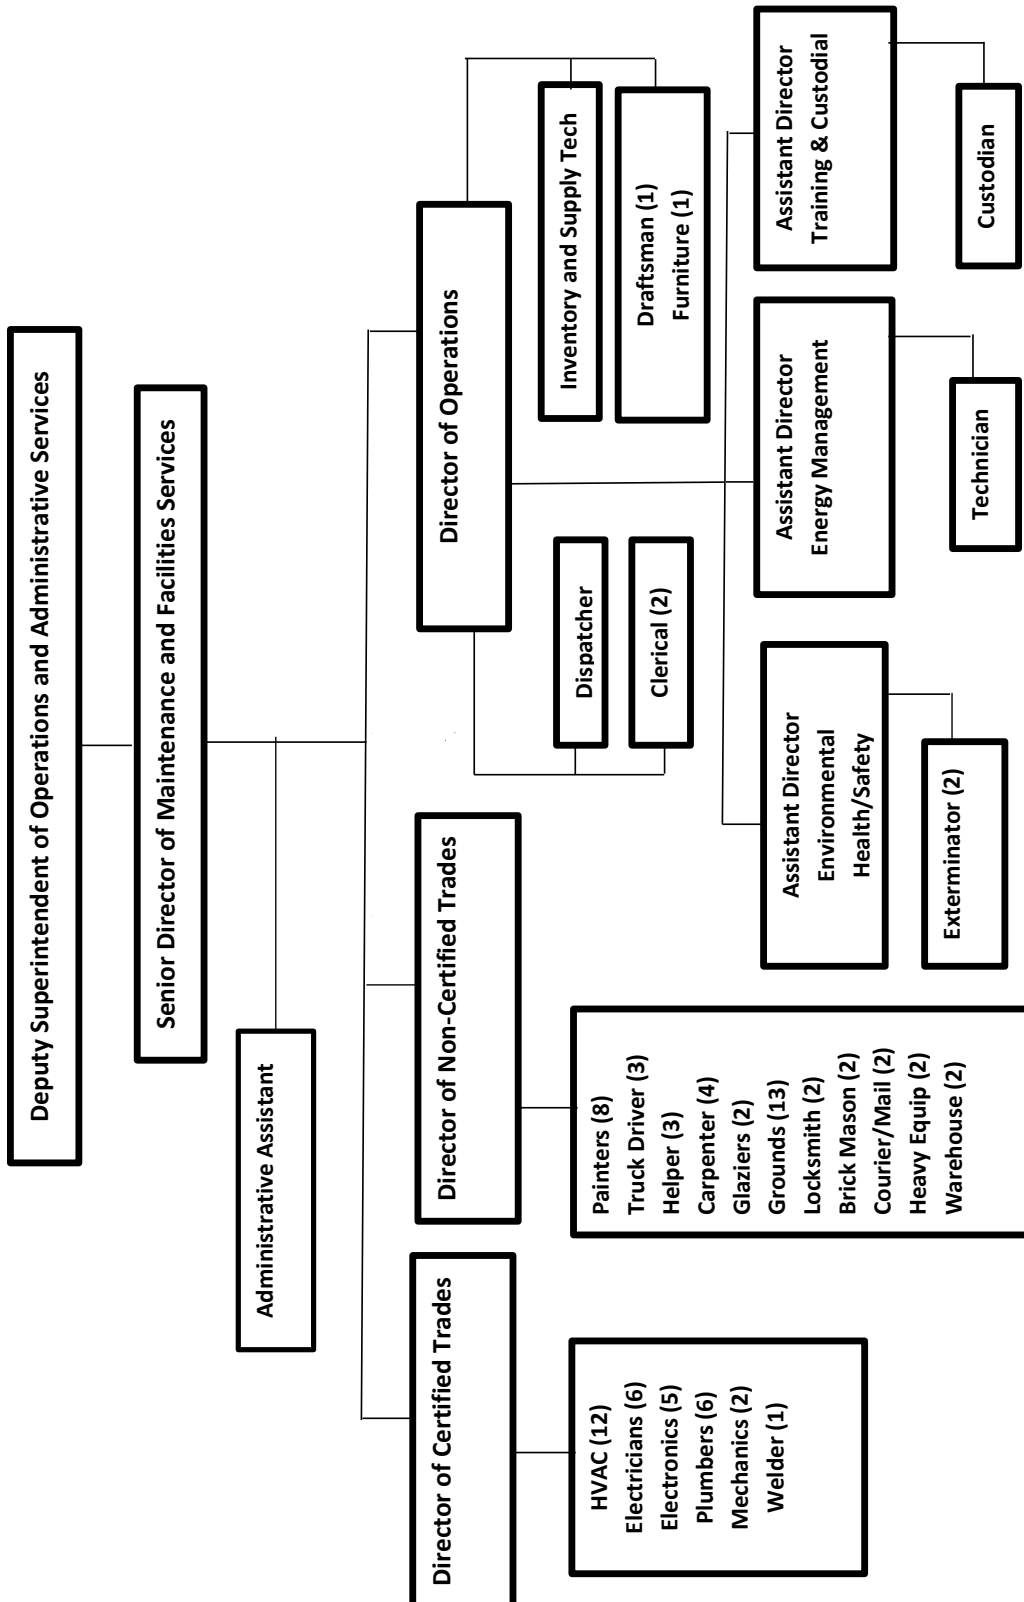 Deputy Superintendent of Operations and Administrative Services
Senior Director of Maintenance and Facilities Services
Administrative Assistant
Director of Certified Trades
Director of Non-Certified Trades
Director of Operations
HVAC (12)
Electricians (6)
Electronics (5)
Plumbers (6)
Mechanics (2)
Welder (1)
Painters (8)
Truck Driver (3)
Helper (3)
Carpenter (4)
Glaziers (2)
Grounds (13)
Locksmith (2)
Brick Mason (2)
Courier/Mail (2)
Heavy Equip (2)
Warehouse (2)
Dispatcher
Clerical (2)
Inventory and Supply Tech
Draftsman (1)
Furniture (1)
Assistant Director
Environmental
Health/Safety
Exterminator (2)
Assistant Director
Energy Management
Technician
Assistant Director
Training & Custodial
Custodian